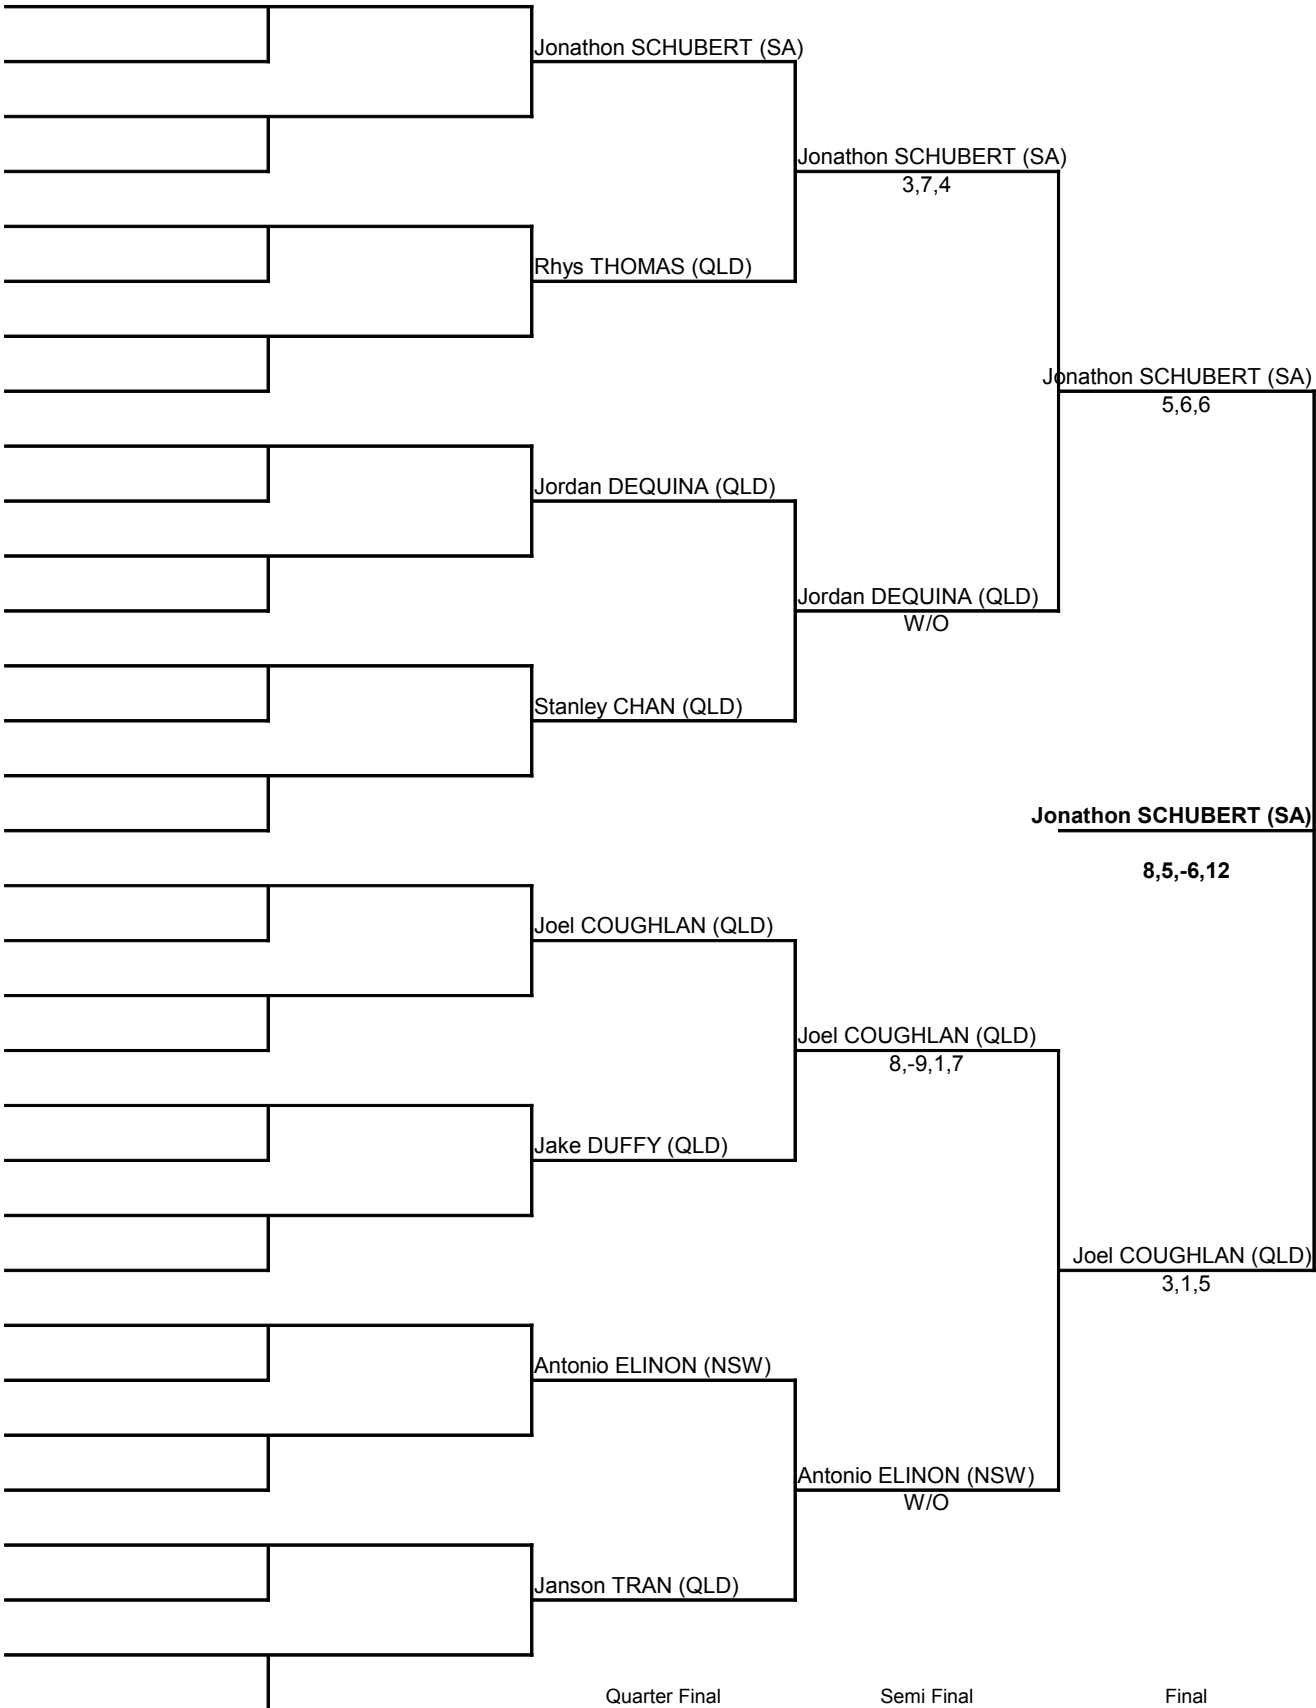 Jonathon SCHUBERT (SA)
Jonathon SCHUBERT (SA)
3,7,4
Rhys THOMAS (QLD)
Jonathon SCHUBERT (SA)
5,6,6
Jordan DEQUINA (QLD)
Jordan DEQUINA (QLD)
W/O
Stanley CHAN (QLD)
Jonathon SCHUBERT (SA)
8,5,-6,12
Joel COUGHLAN (QLD)
Joel COUGHLAN (QLD)
8,-9,1,7
Jake DUFFY (QLD)
Joel COUGHLAN (QLD)
3,1,5
Antonio ELINON (NSW)
Antonio ELINON (NSW)
W/O
Janson TRAN (QLD)
Quarter Final Semi Final Final